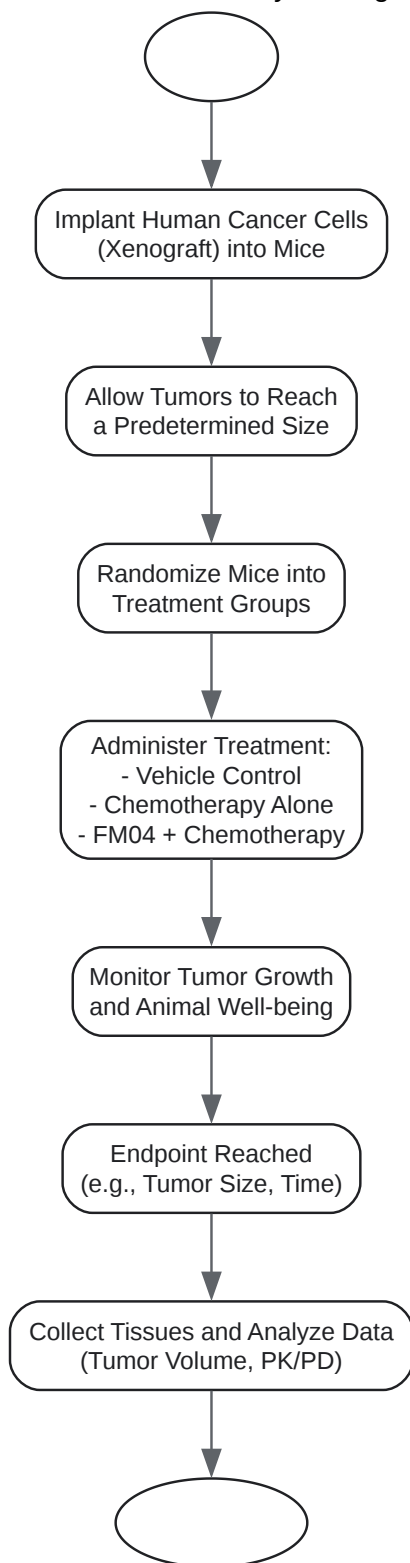 Implant Human Cancer Cells
(Xenograft) into Mice
Allow Tumors to Reach
a Predetermined Size
Randomize Mice into
Treatment Groups
Administer Treatment:
- Vehicle Control
- Chemotherapy Alone
- FM04 + Chemotherapy
Monitor Tumor Growth
and Animal Well-being
Endpoint Reached
(e.g., Tumor Size, Time)
Collect Tissues and Analyze Data
(Tumor Volume, PK/PD)